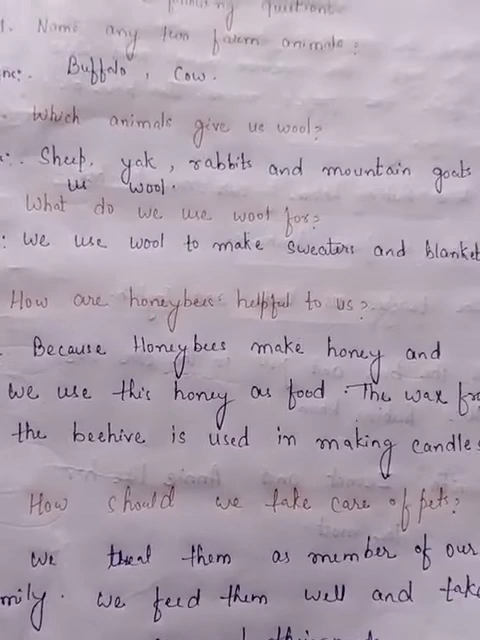 questions
1. Name any two farm animals:
Ans:. Buffalo, Cow.
Which animals give us wool?
Sheep, yak, rabbits and mountain goats
us wool.
What do we use wool for?
: We use wool to make sweaters and blanket
How are honeybees helpful to us?
Because Honeybees make honey and
we use this honey as food. The wax fr
the beehive is used in making candles
How should we take care of pets?
We treat them as member of our
mily. We feed them well and take